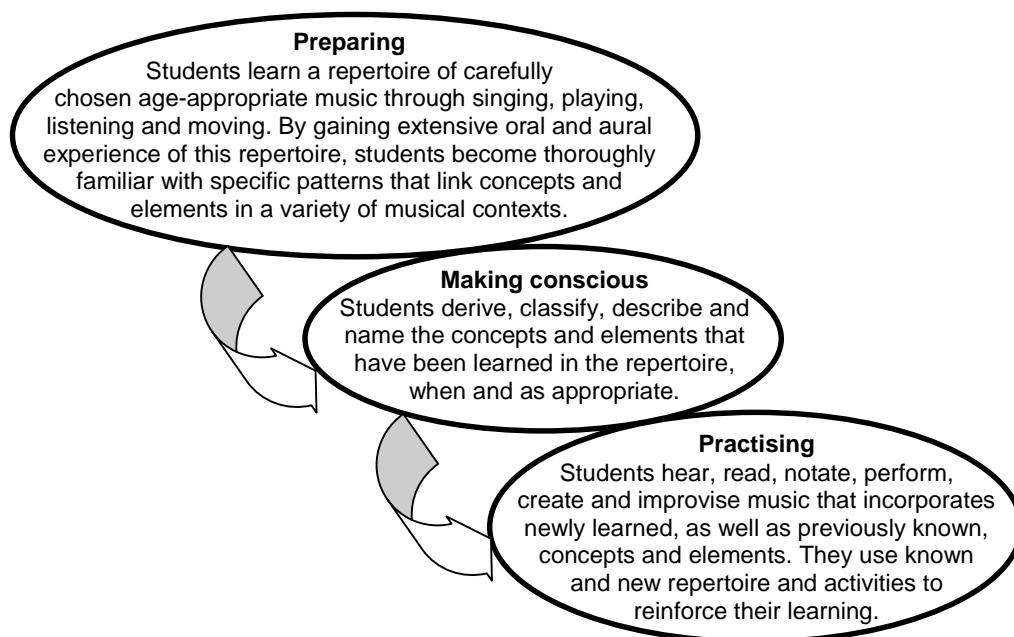 Preparing
Students learn a repertoire of carefully
chosen age-appropriate music through singing, playing,
listening and moving. By gaining extensive oral and aural
experience of this repertoire, students become thoroughly
familiar with specific patterns that link concepts and
elements in a variety of musical contexts.
Making conscious
Students derive, classify, describe and
name the concepts and elements that
have been learned in the repertoire,
when and as appropriate.
Practising
Students hear, read, notate, perform,
create and improvise music that incorporates
newly learned, as well as previously known,
concepts and elements. They use known
and new repertoire and activities to
reinforce their learning.